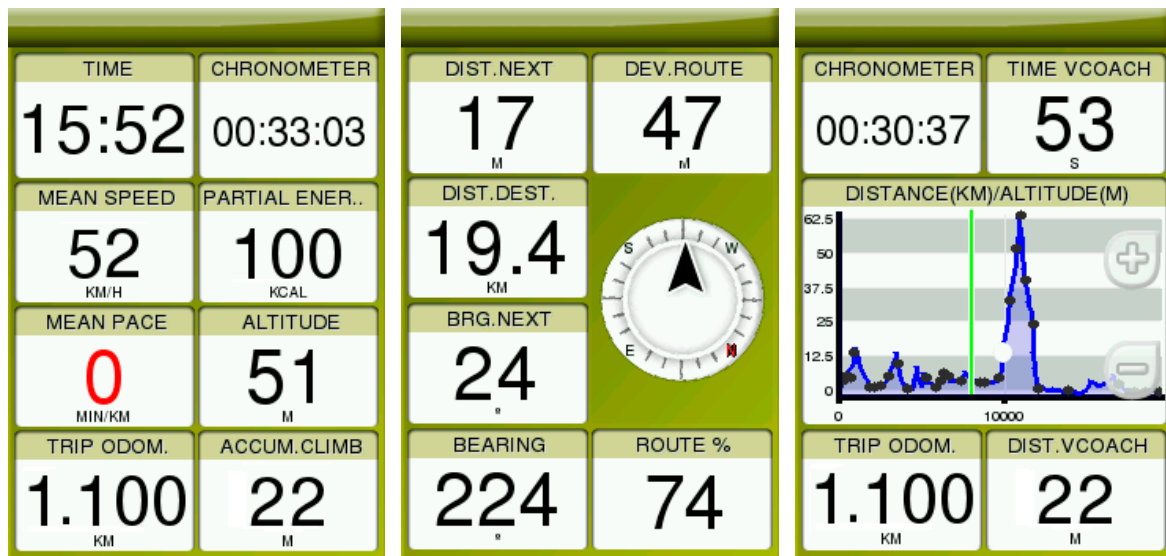 TIME CHRONOMETER
15:52 00:33:03
MEAN SPEED PARTIAL ENER..
52 100
KM/H KCAL
MEAN PACE ALTITUDE
0 51
MIN/KM M
TRIP ODOM. ACCUM.CLIMB
1.100 22
KM M
DIST.NEXT DEV.ROUTE
17 47
M M
DIST.DEST.
19.4
KM
S W
E N
BRG.NEXT
24
º
BEARING ROUTE %
224 74
º
CHRONOMETER TIME VCOACH
00:30:37 53
S
DISTANCE(KM)/ALTITUDE(M)
62.5
50
37.5
25
12.5
0
0 10000
TRIP ODOM. DIST.VCOACH
1.100 22
KM M